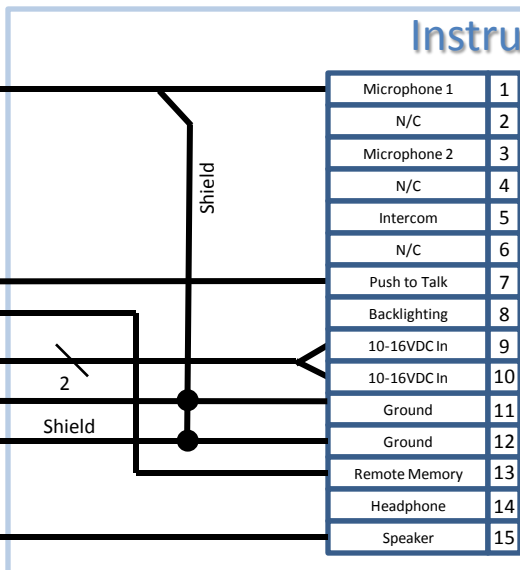 Instru
Microphone 1 1
N/C 2
Microphone 2 3
N/C 4
Intercom 5
N/C 6
Push to Talk 7
Backlighting 8
10-16VDC In 9
10-16VDC In 10
Ground 11
Ground 12
Remote Memory 13
Headphone 14
Speaker 15
Shield
2
Shield